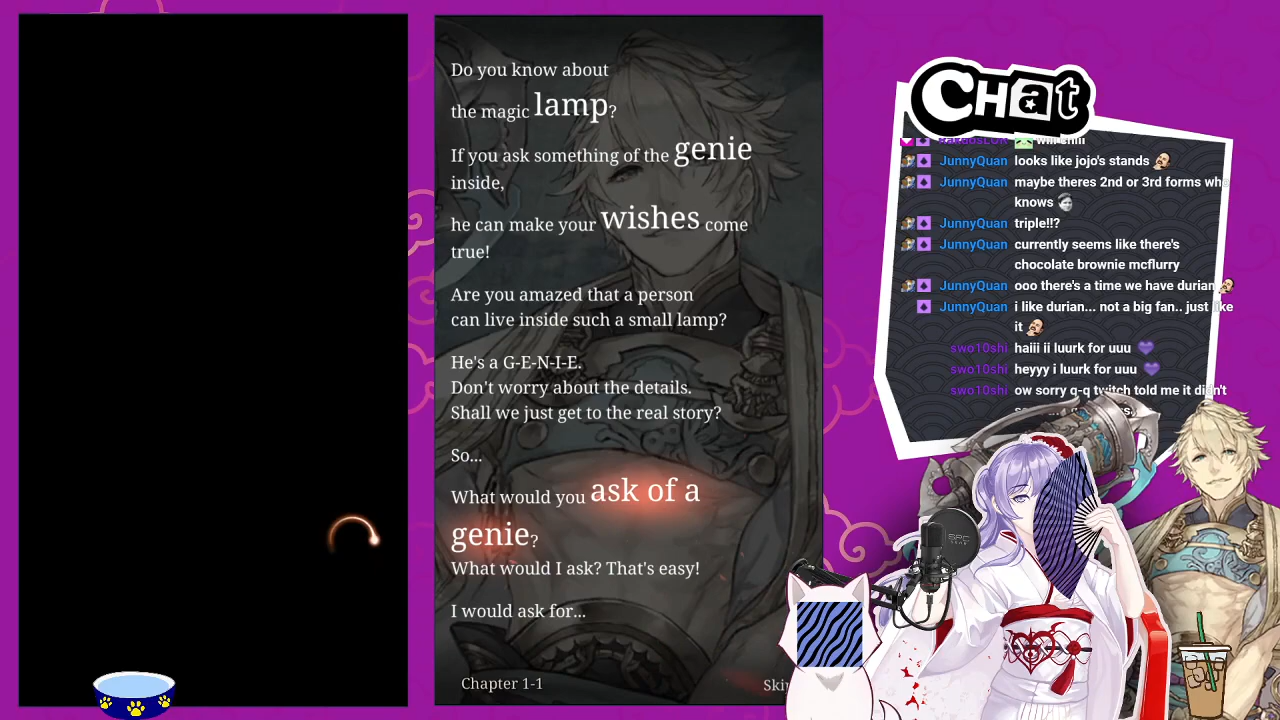 Do you know about
the magic lamp?
If you ask something of the genie
inside,
he can make your wishes come
true!
Are you amazed that a person
can live inside such a small lamp?
He's a G-E-N-I-E.
Don't worry about the details.
Shall we just get to the real story?
So...
What would you ask of a
genie?
What would I ask? That's easy!
I would ask for...
Chapter 1-1
CHat
JunnyQuan looks like jojo's stands
JunnyQuan maybe theres 2nd or 3rd forms
knows
JunnyQuan triple!!?
JunnyQuan currently seems like there's
chocolate brownie mcflurry
JunnyQuan ooo there's a time we have durian
JunnyQuan i like durian... not a big fan.. just like
it
swo10shi haiii ii luurk for uuu
swo10shi heyyy i luurk for uuu
swo10shi ow sorry q-q twitch told me it didn't